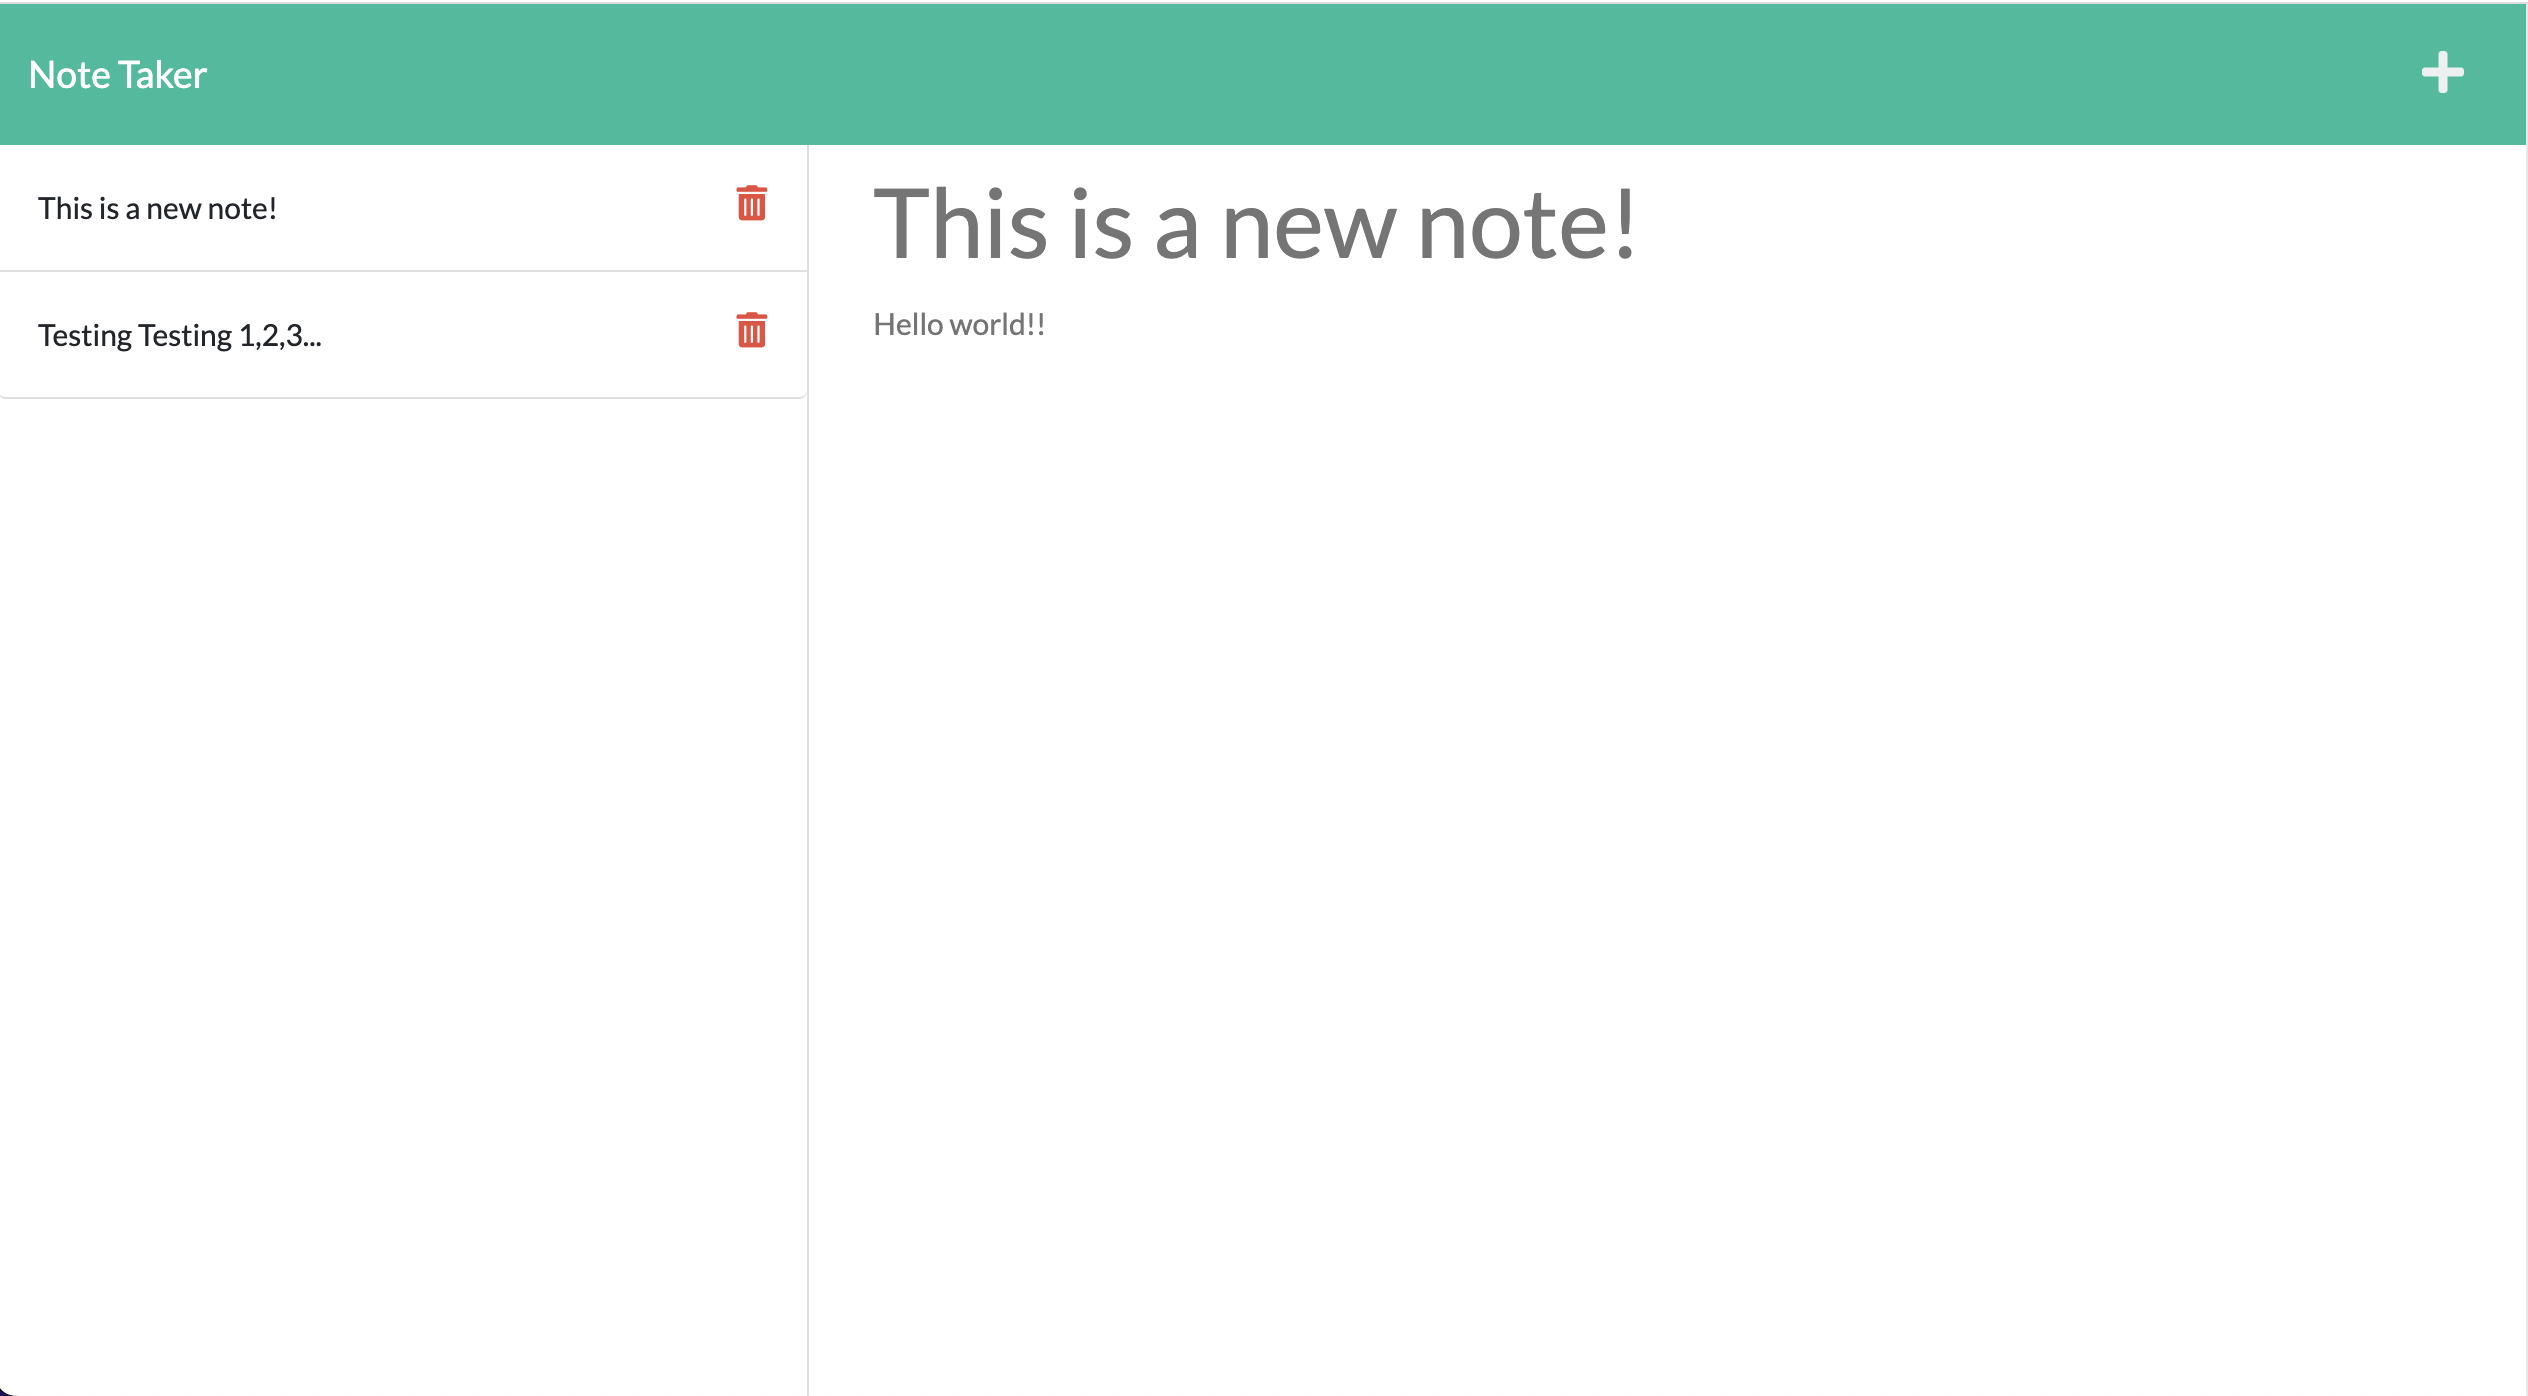 Note Taker
This is a new note!
Testing Testing 1,2,3...
This is a new note!
Hello world!!